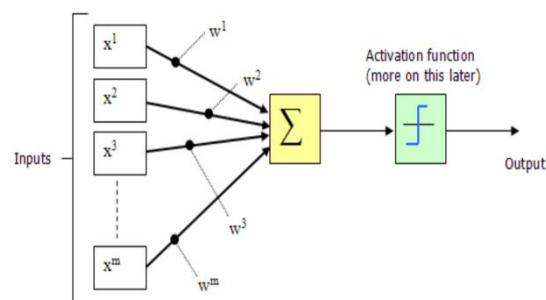 x¹
w¹
x²
w²
x³
w³
xᵐ
wᵐ
Inputs
∑
Activation function
(more on this later)
Output